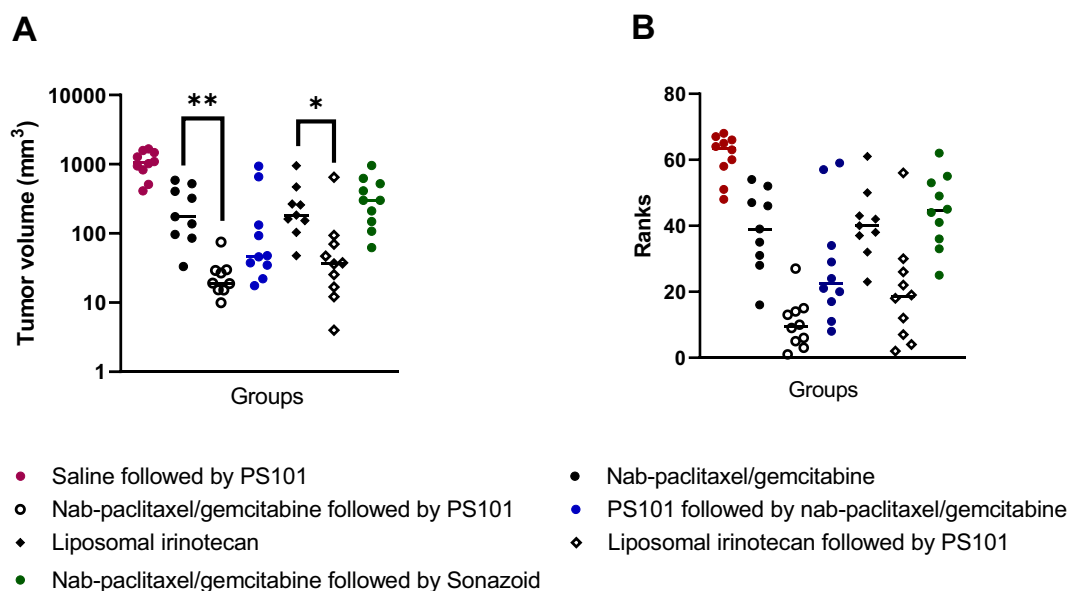 A
B
**
*
Tumor volume (mm³)
10000
1000
100
10
1
Groups
Ranks
80
60
40
20
0
Groups
Saline followed by PS101
Nab-paclitaxel/gemcitabine
Nab-paclitaxel/gemcitabine followed by PS101
PS101 followed by nab-paclitaxel/gemcitabine
Liposomal irinotecan
Liposomal irinotecan followed by PS101
Nab-paclitaxel/gemcitabine followed by Sonazoid